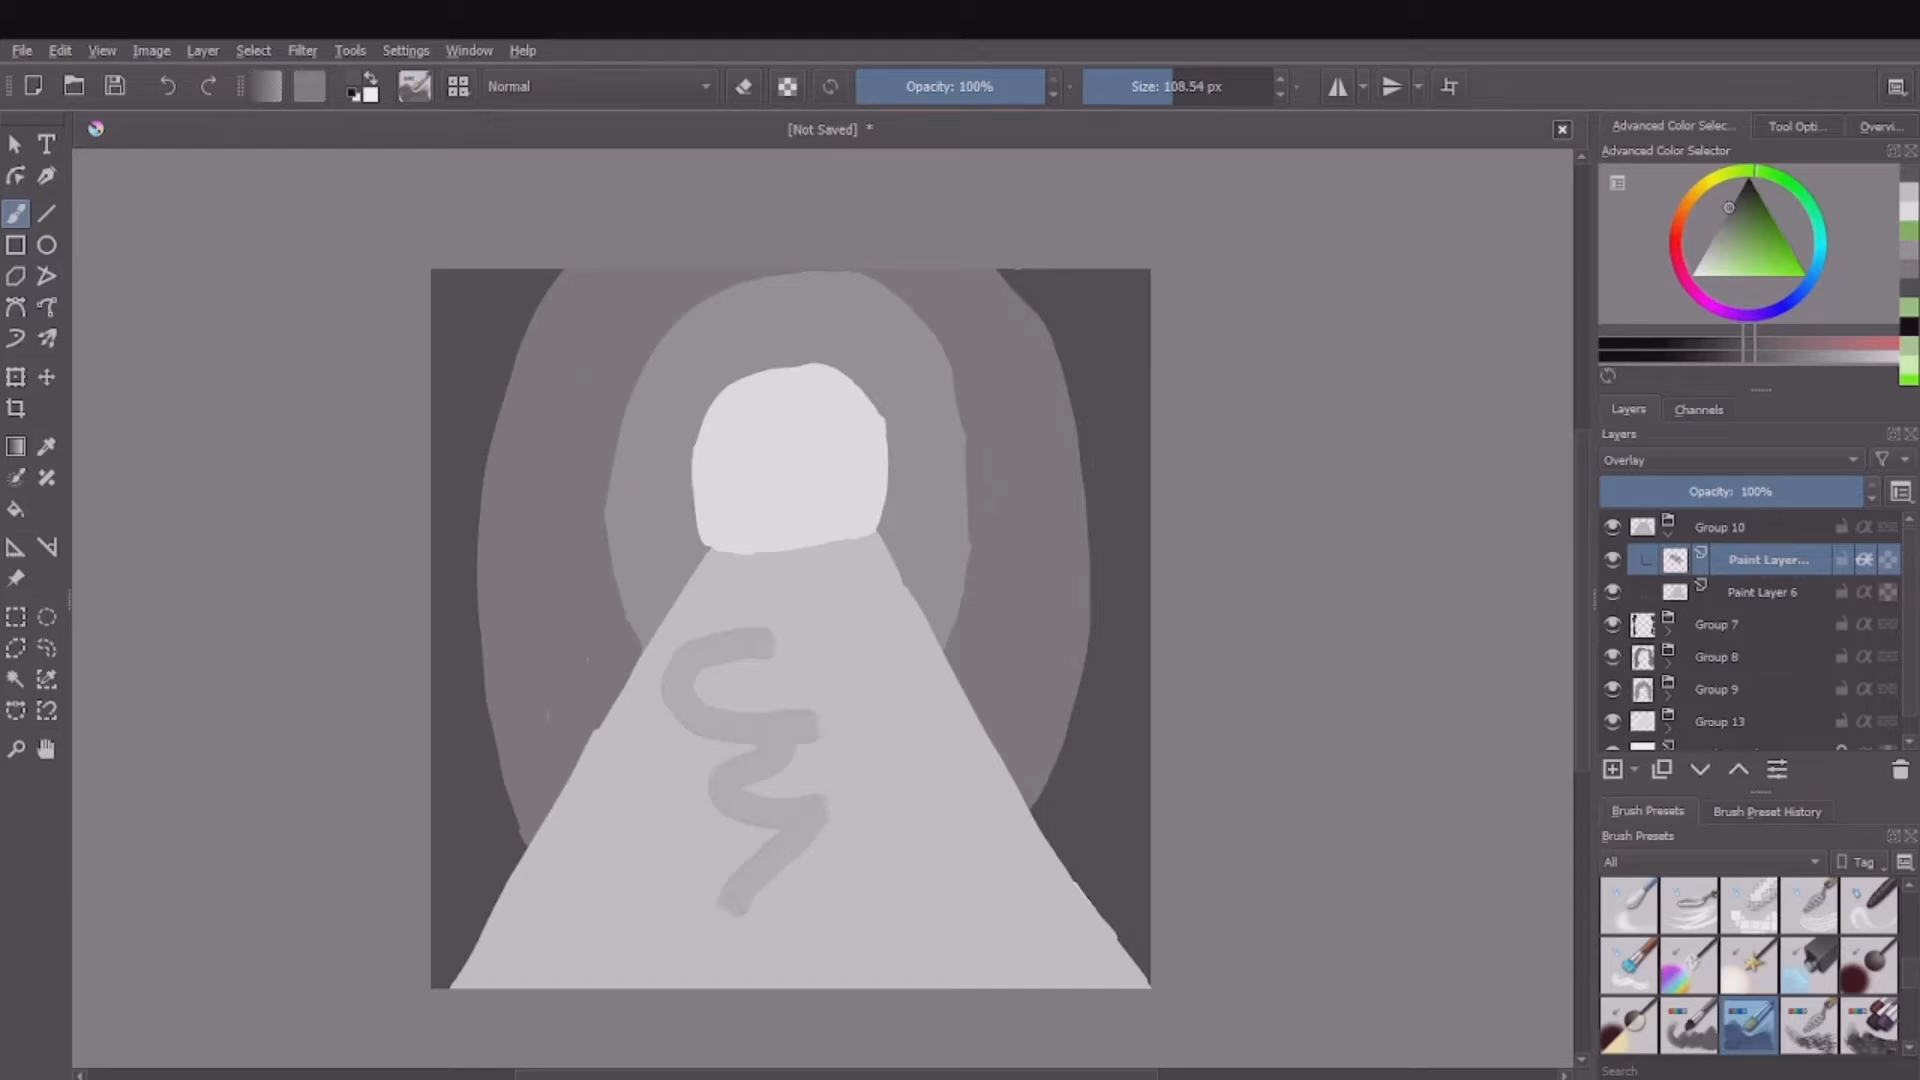 File Edit View Image Layer Select Filter Tools Settings Window Help
Normal Opacity: 100% Size: 108.54 px
[Not Saved] *
Advanced Color Selec... Tool Opti... Overvi...
Advanced Color Selector
Layers Channels
Layers
Overlay
Opacity: 100%
Group 10
Paint Layer...
Paint Layer 6
Group 7
Group 8
Group 9
Group 13
Brush Presets Brush Preset History
Brush Presets
All Tag
Search